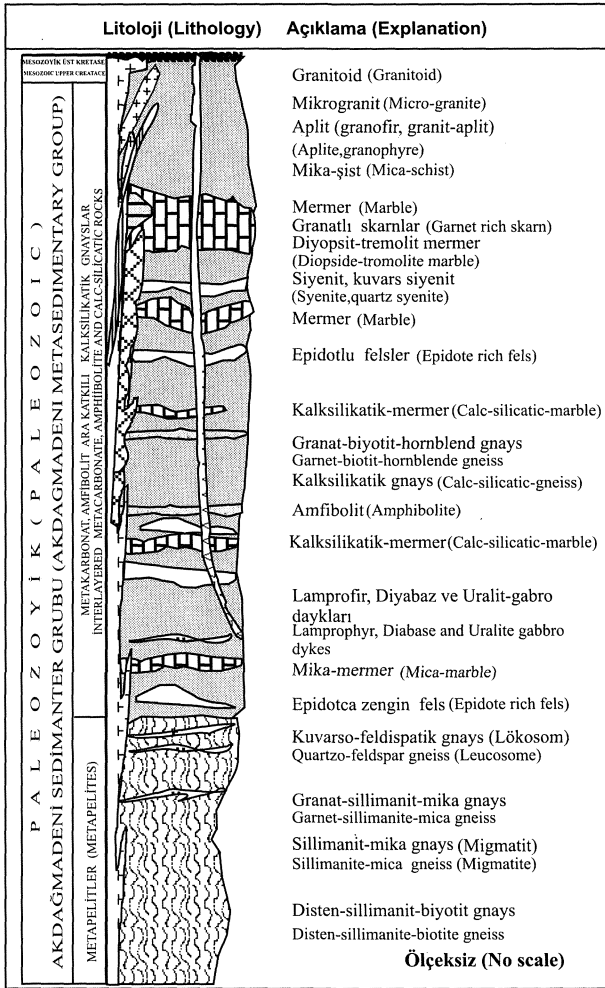 Litoloji (Lithology) Açıklama (Explanation)
MESOZOYİK ÜST KRETASE
MESOZOIC UPPER CREATACE
PALEOZOYİK (PALEOZOIC)
AKDAĞMADENİ SEDİMANTER GRUBU (AKDAGMADENI METASEDIMENTARY GROUP)
METAKARBONAT, AMFİBOLİT ARA KATKILI KALKSİLİKATİK GNAYSLAR
INTERLAYERED METACARBONATE, AMPHIIBOLITE AND CALC-SILICATIC ROCKS
METAPELİTLER (METAPELITES)
Granitoid (Granitoid)
Mikrogranit (Micro-granite)
Aplit (granofir, granit-aplit)
(Aplite,granophyre)
Mika-şist (Mica-schist)
Mermer (Marble)
Granatlı skarnlar (Garnet rich skarn)
Diyopsit-tremolit mermer
(Diopside-tromolite marble)
Siyenit, kuvars siyenit
(Syenite,quartz syenite)
Mermer (Marble)
Epidotlu felsler (Epidote rich fels)
Kalksilikatik-mermer (Calc-silicatic-marble)
Granat-biyotit-hornblend gnays
Garnet-biotit-hornblende gneiss
Kalksilikatik gnays (Calc-silicatic-gneiss)
Amfibolit (Amphibolite)
Kalksilikatik-mermer (Calc-silicatic-marble)
Lamprofir, Diyabaz ve Uralit-gabro
daykları
Lamprophyr, Diabase and Uralite gabbro
dykes
Mika-mermer (Mica-marble)
Epidotca zengin fels (Epidote rich fels)
Kuvarso-feldispatik gnays (Lökosom)
Quartzo-feldspar gneiss (Leucosome)
Granat-sillimanit-mika gnays
Garnet-sillimanite-mica gneiss
Sillimanit-mika gnays (Migmatit)
Sillimanite-mica gneiss (Migmatite)
Disten-sillimanit-biyotit gnays
Disten-sillimanite-biotite gneiss
Ölçeksiz (No scale)